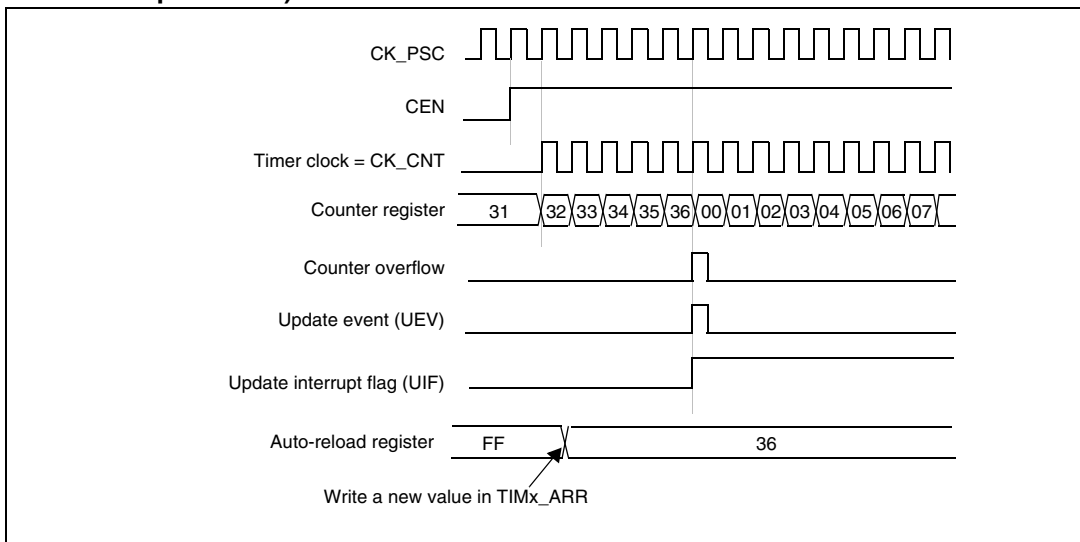 CK_PSC
CEN
Timer clock = CK_CNT
Counter register 31 32 33 34 35 36 00 01 02 03 04 05 06 07
Counter overflow
Update event (UEV)
Update interrupt flag (UIF)
Auto-reload register FF 36
Write a new value in TIMx_ARR